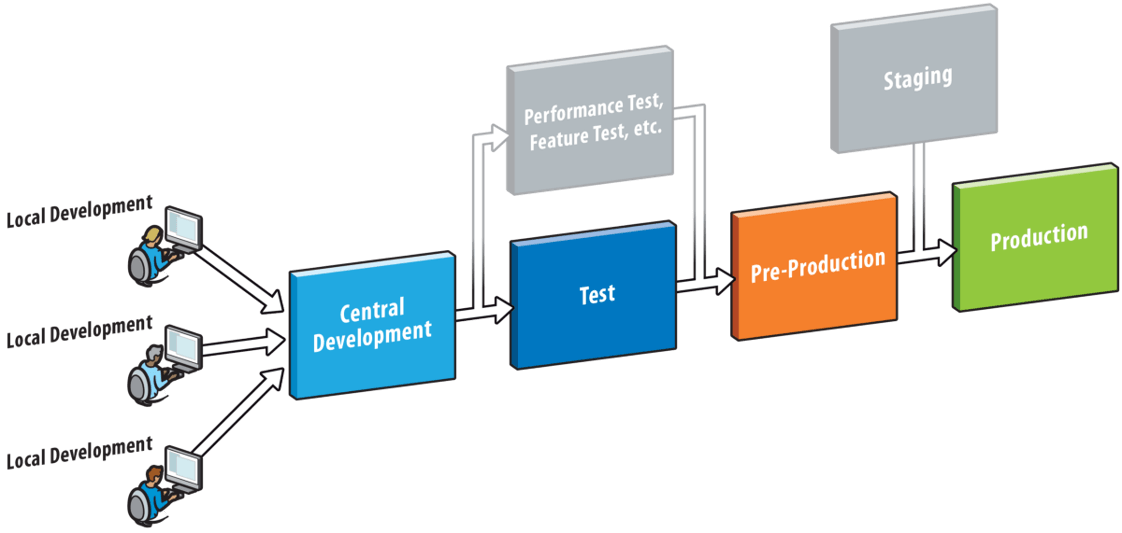 Local Development
Local Development
Local Development
Central
Development
Performance Test,
Feature Test, etc.
Test
Pre-Production
Staging
Production